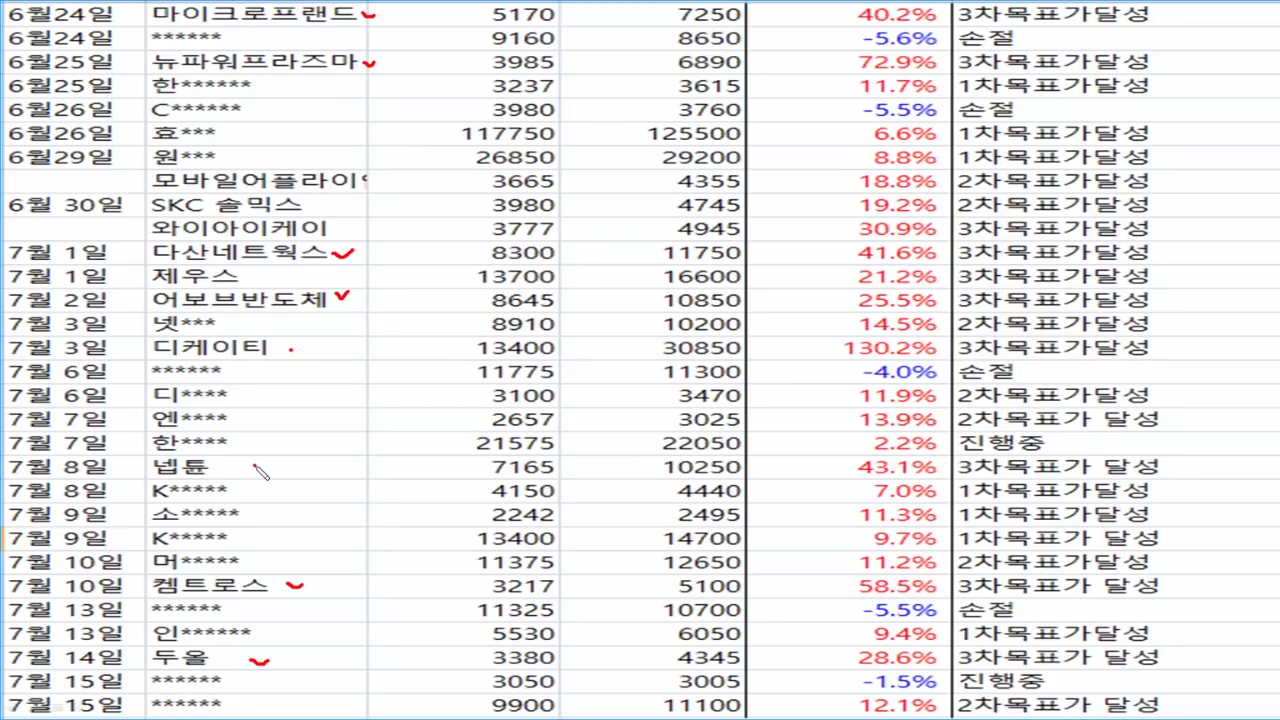 6월24일 마이크로프랜드 5170 7250 40.2% 3차목표가달성
6월24일 ****** 9160 8650 -5.6% 손절
6월25일 뉴파워프라즈마 3985 6890 72.9% 3차목표가달성
6월25일 한****** 3237 3615 11.7% 1차목표가달성
6월26일 C****** 3980 3760 -5.5% 손절
6월26일 효*** 117750 125500 6.6% 1차목표가달성
6월29일 원*** 26850 29200 8.8% 1차목표가달성
모바일어플라이 3665 4355 18.8% 2차목표가달성
6월 30일 SKC 솔믹스 3980 4745 19.2% 2차목표가달성
와이아이케이 3777 4945 30.9% 3차목표가달성
7월 1일 다산네트웍스 8300 11750 41.6% 3차목표가달성
7월 1일 제우스 13700 16600 21.2% 3차목표가달성
7월 2일 어보브반도체 8645 10850 25.5% 3차목표가달성
7월 3일 넷*** 8910 10200 14.5% 2차목표가달성
7월 3일 디케이티 13400 30850 130.2% 3차목표가달성
7월 6일 ****** 11775 11300 -4.0% 손절
7월 6일 디**** 3100 3470 11.9% 2차목표가달성
7월 7일 엔**** 2657 3025 13.9% 2차목표가 달성
7월 7일 한**** 21575 22050 2.2% 진행중
7월 8일 넵튠 7165 10250 43.1% 3차목표가 달성
7월 8일 K***** 4150 4440 7.0% 1차목표가달성
7월 9일 소***** 2242 2495 11.3% 1차목표가달성
7월 9일 K***** 13400 14700 9.7% 1차목표가 달성
7월 10일 머***** 11375 12650 11.2% 2차목표가달성
7월 10일 켐트로스 3217 5100 58.5% 3차목표가 달성
7월 13일 ****** 11325 10700 -5.5% 손절
7월 13일 인****** 5530 6050 9.4% 1차목표가달성
7월 14일 두올 3380 4345 28.6% 3차목표가 달성
7월 15일 ****** 3050 3005 -1.5% 진행중
7월 15일 ****** 9900 11100 12.1% 2차목표가 달성